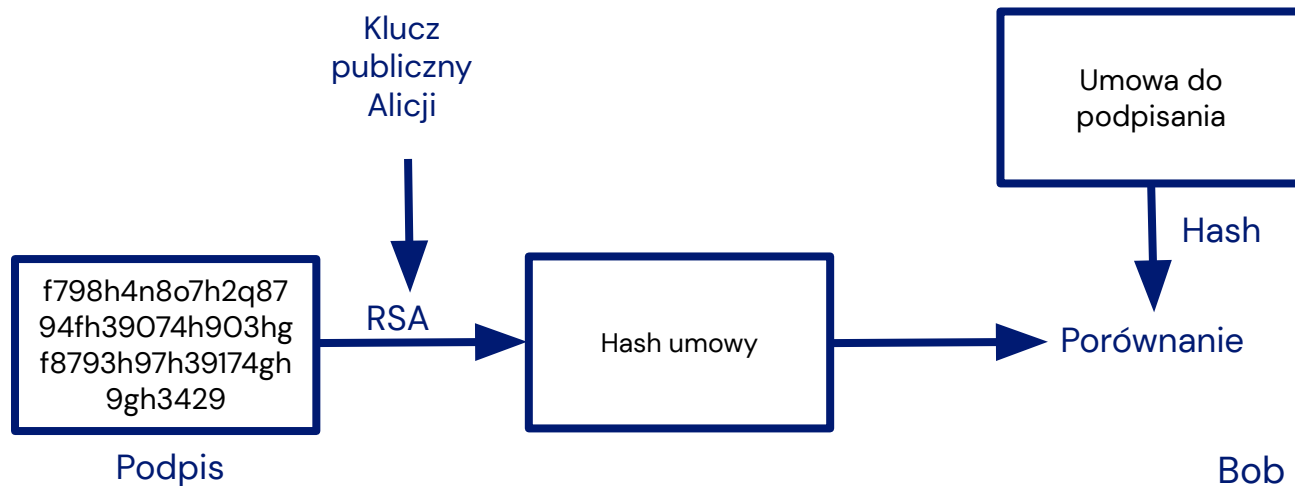 Klucz
publiczny
Alicji
Umowa do
podpisania
Hash
f798h4n8o7h2q87
94fh39074h903hg
f8793h97h39174gh
9gh3429
RSA
Hash umowy
Porównanie
Podpis
Bob